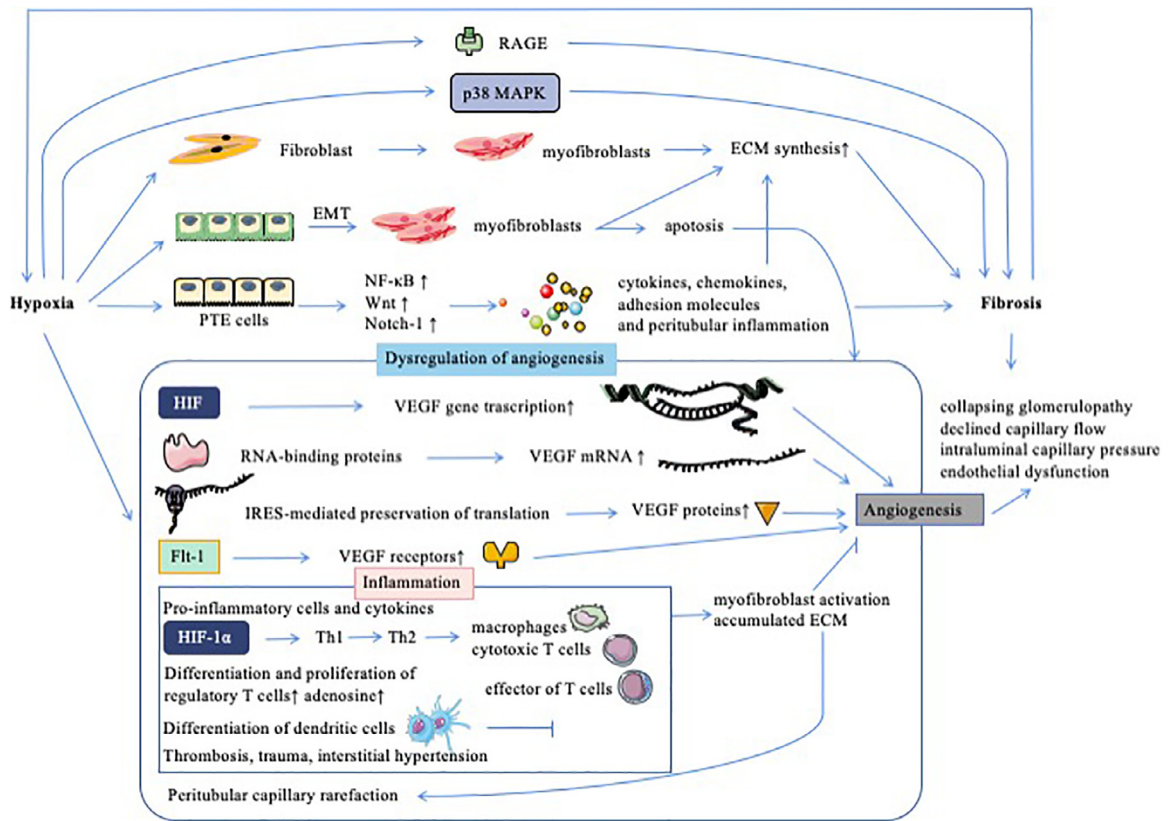 RAGE
p38 MAPK
Fibroblast
myofibroblasts
ECM synthesis↑
EMT
myofibroblasts
apotosis
Hypoxia
PTE cells
NF-κB ↑
Wnt ↑
Notch-1 ↑
cytokines, chemokines,
adhesion molecules
and peritubular inflammation
Fibrosis
Dysregulation of angiogenesis
HIF
VEGF gene trascription↑
RNA-binding proteins
VEGF mRNA ↑
IRES-mediated preservation of translation
VEGF proteins↑
Angiogenesis
collapsing glomerulopathy
declined capillary flow
intraluminal capillary pressure
endothelial dysfunction
Flt-1
VEGF receptors↑
Inflammation
Pro-inflammatory cells and cytokines
HIF-1α
Th1
Th2
macrophages
cytotoxic T cells
myofibroblast activation
accumulated ECM
Differentiation and proliferation of
regulatory T cells↑ adenosine↑
effector of T cells
Differentiation of dendritic cells
Thrombosis, trauma, interstitial hypertension
Peritubular capillary rarefaction